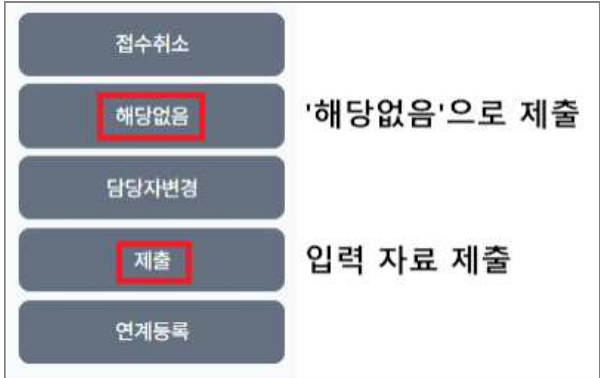 접수취소
해당없음
'해당없음'으로 제출
담당자변경
제출
입력 자료 제출
연계등록